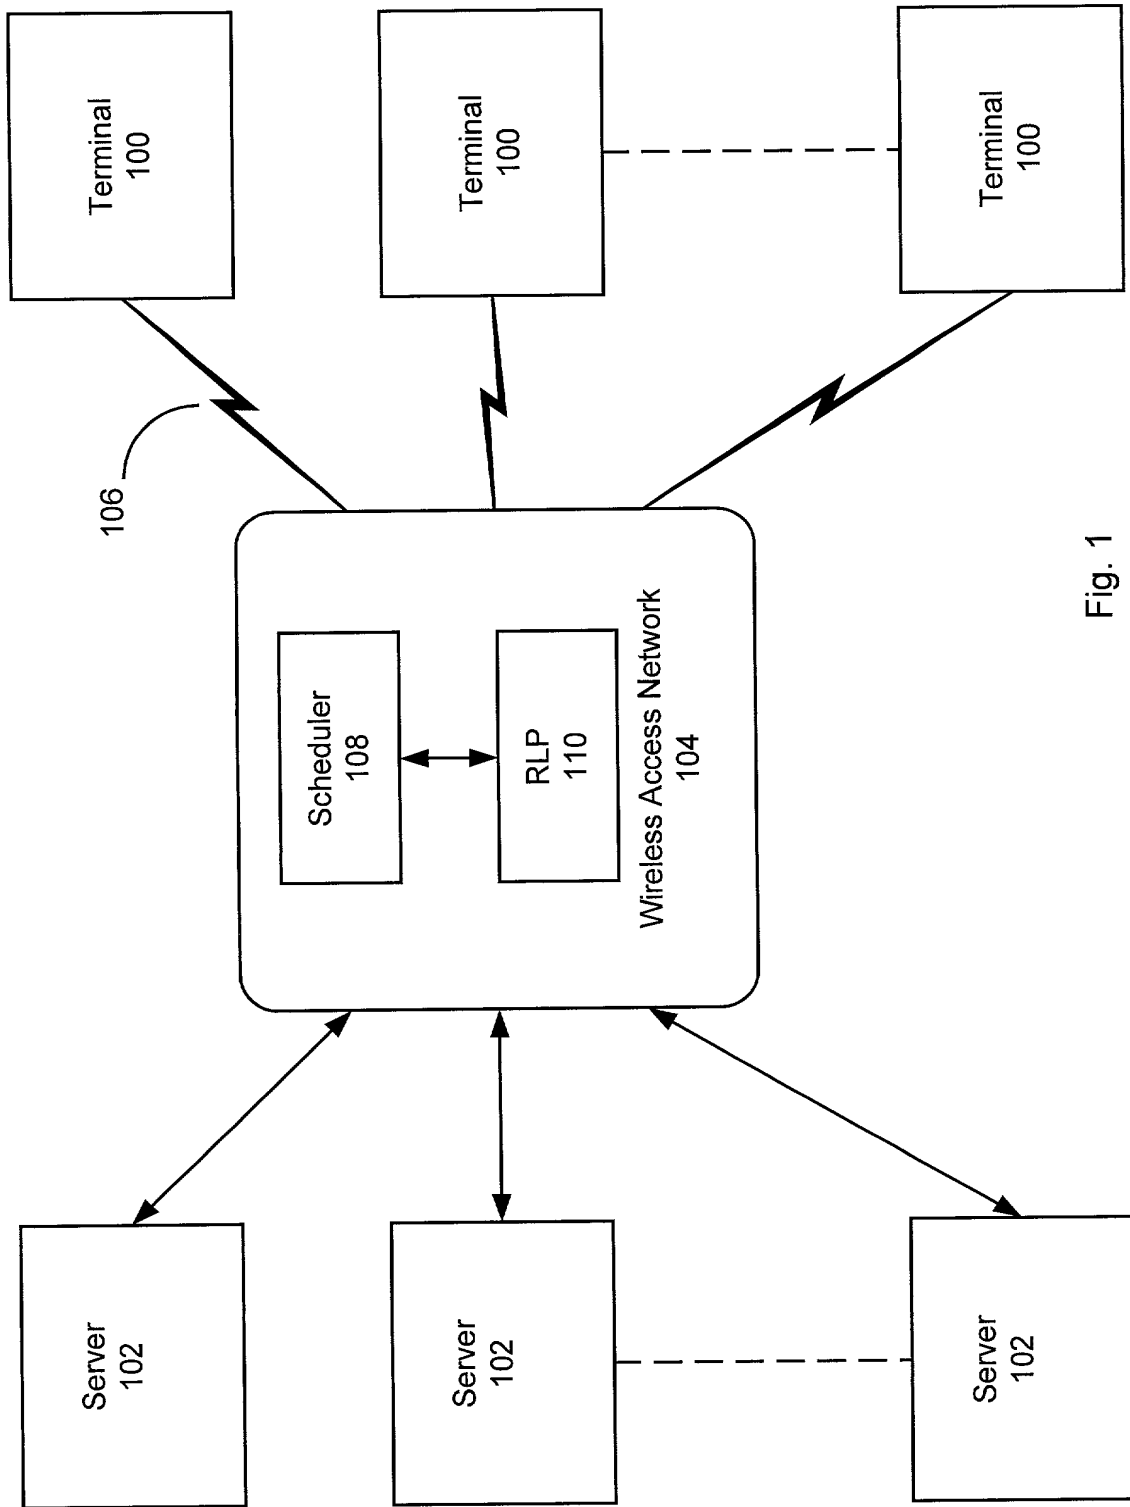 Server
102
Server
102
Server
102
Scheduler
108
RLP
110
Wireless Access Network
104
106
Terminal
100
Terminal
100
Terminal
100
Fig. 1